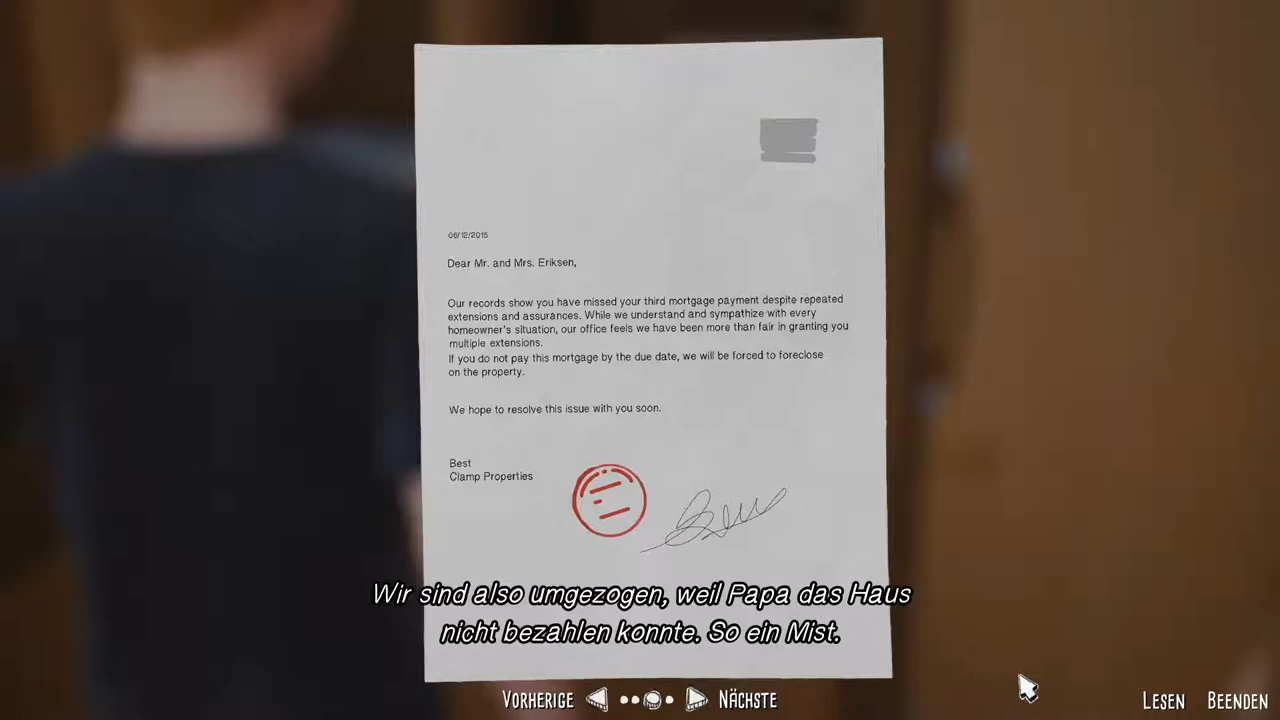 06/12/2015
Dear Mr. and Mrs. Eriksen,
Our records show you have missed your third mortgage payment despite repeated
extensions and assurances. While we understand and sympathize with every
homeowner's situation, our office feels we have been more than fair in granting you
multiple extensions.
If you do not pay this mortgage by the due date, we will be forced to foreclose
on the property.
We hope to resolve this issue with you soon.
Best
Clamp Properties
Wir sind also umgezogen, weil Papa das Haus
nicht bezahlen konnte. So ein Mist.
VORHERIGE NÄCHSTE LESEN BEENDEN